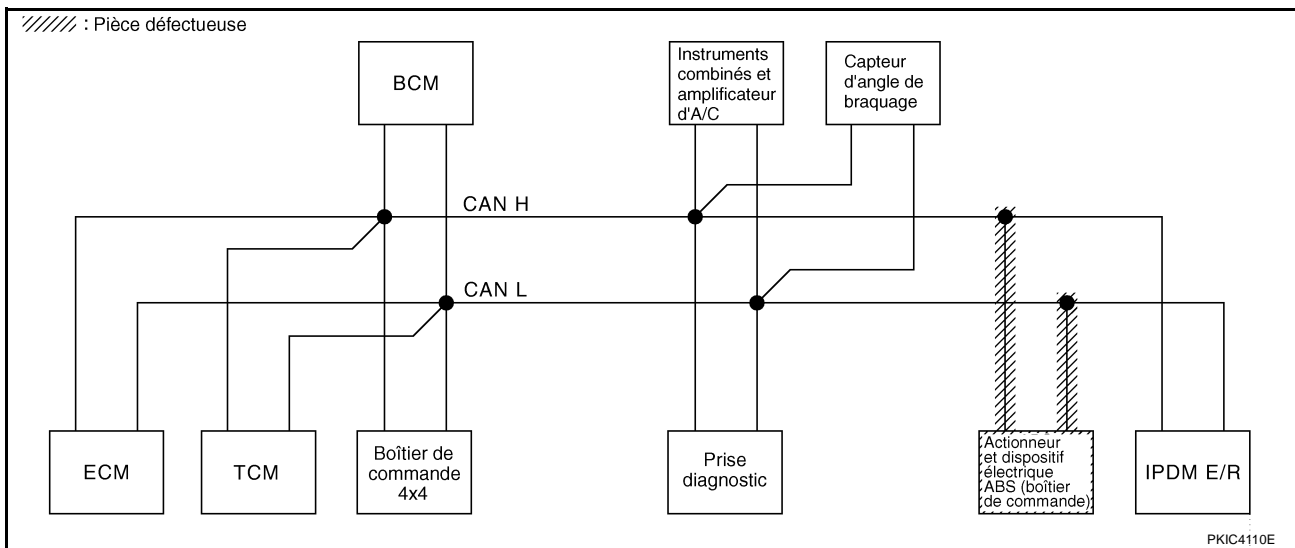 : Pièce défectueuse
BCM
Instruments
combinés et
amplificateur
d'A/C
Capteur
d'angle de
braquage
CAN H
CAN L
ECM
TCM
Boîtier de
commande
4x4
Prise
diagnostic
Actionneur
et dispositif
électrique
ABS (boîtier
de commande)
IPDM E/R
PKIC4110E